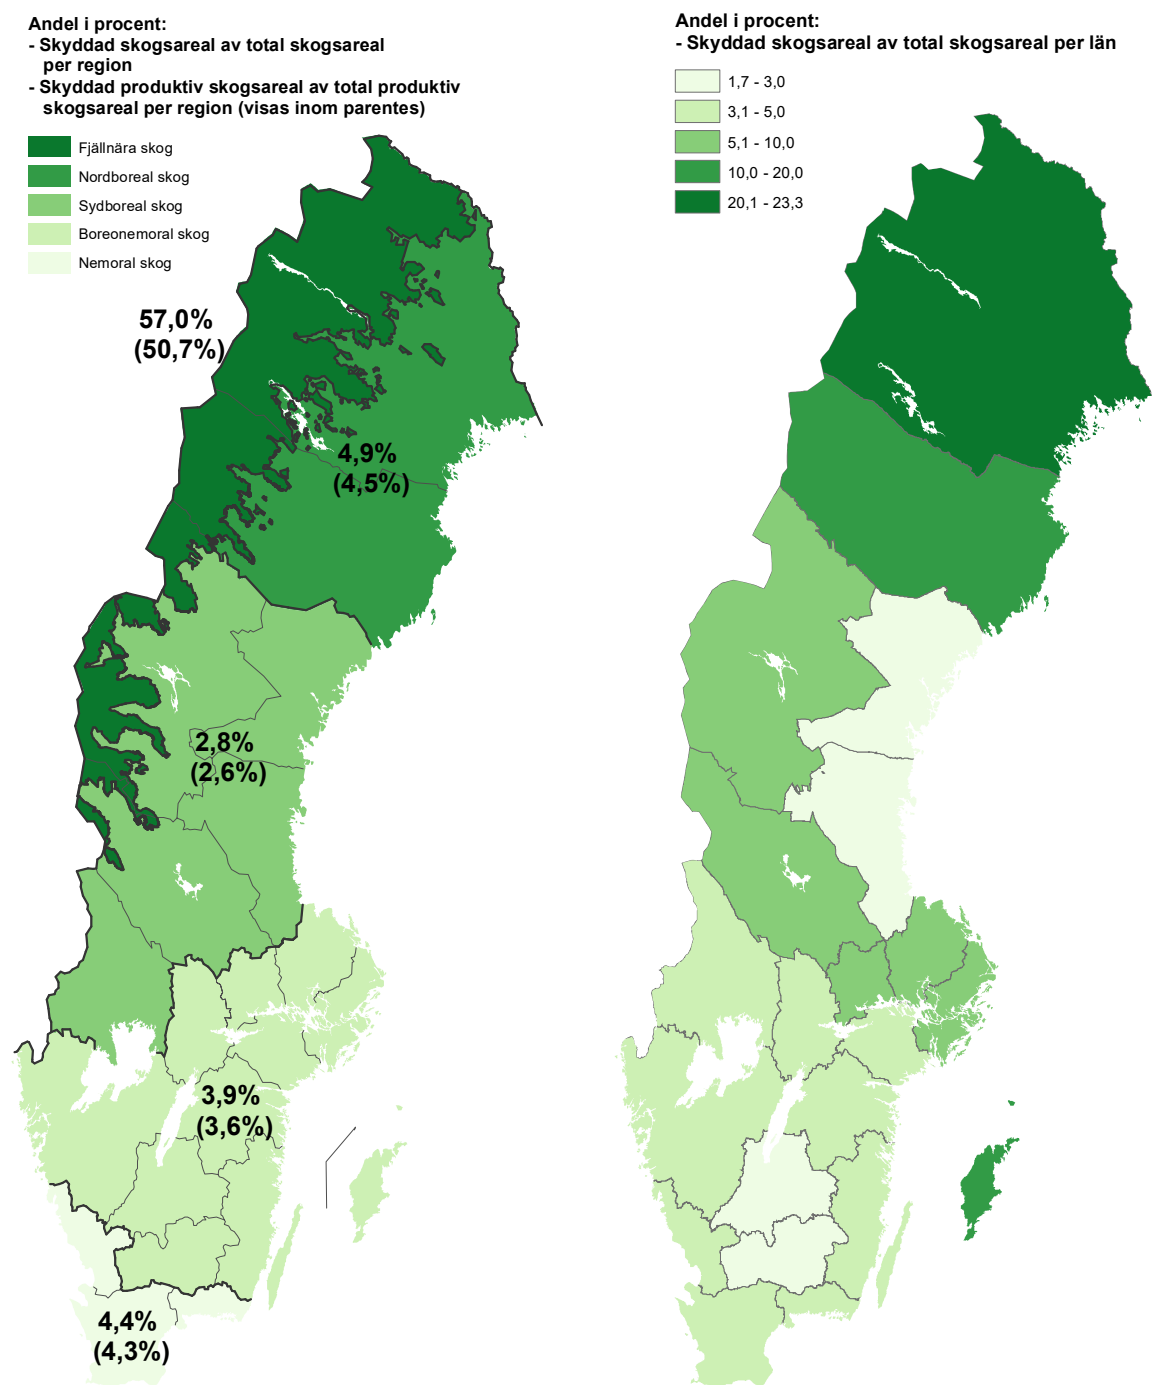 Andel i procent:
- Skyddad skogsareal av total skogsareal
per region
- Skyddad produktiv skogsareal av total produktiv
skogsareal per region (visas inom parentes)
Fjällnära skog
Nordboreal skog
Sydboreal skog
Boreonemoral skog
Nemoral skog
57,0%
(50,7%)
4,9%
(4,5%)
2,8%
(2,6%)
3,9%
(3,6%)
4,4%
(4,3%)
Andel i procent:
- Skyddad skogsareal av total skogsareal per län
1,7 - 3,0
3,1 - 5,0
5,1 - 10,0
10,0 - 20,0
20,1 - 23,3